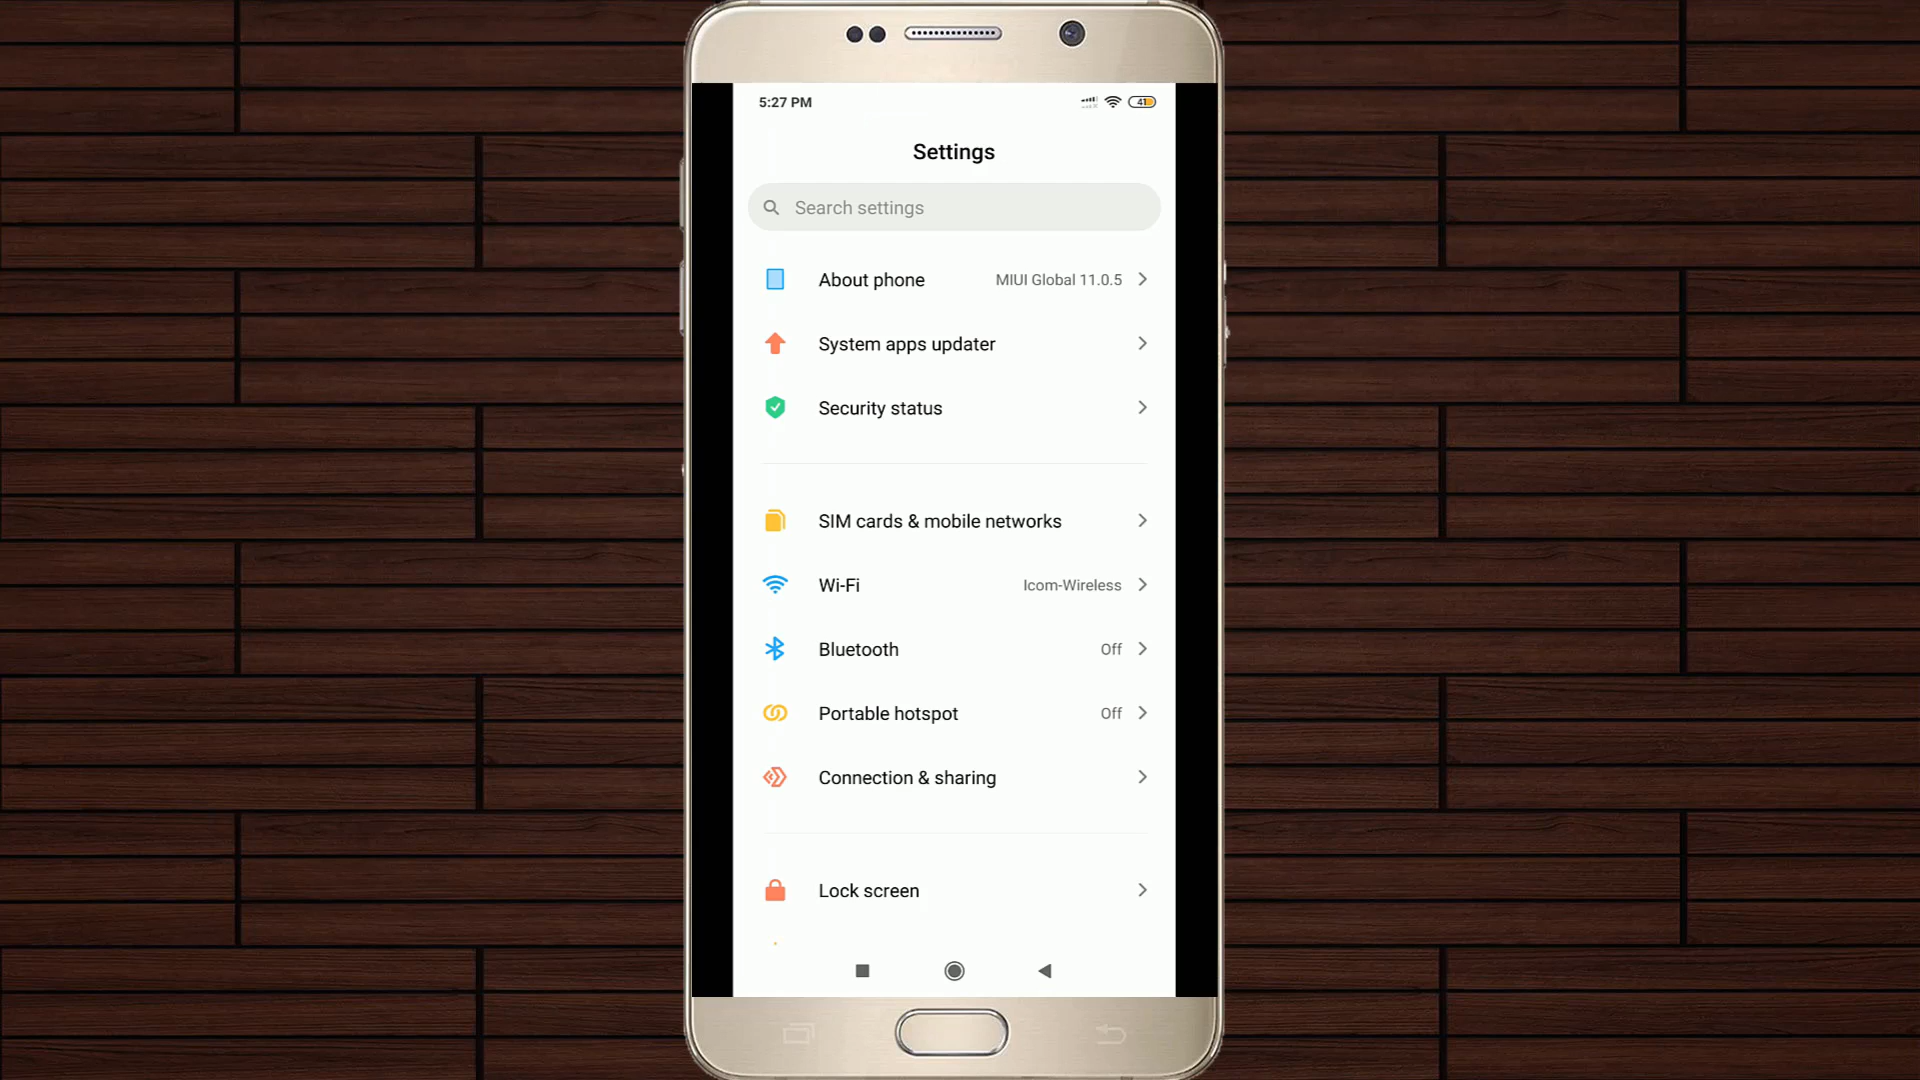 5:27 PM
41
Settings
Search settings
About phone MIUI Global 11.0.5
System apps updater
Security status
SIM cards & mobile networks
Wi-Fi Icom-Wireless
Bluetooth Off
Portable hotspot Off
Connection & sharing
Lock screen